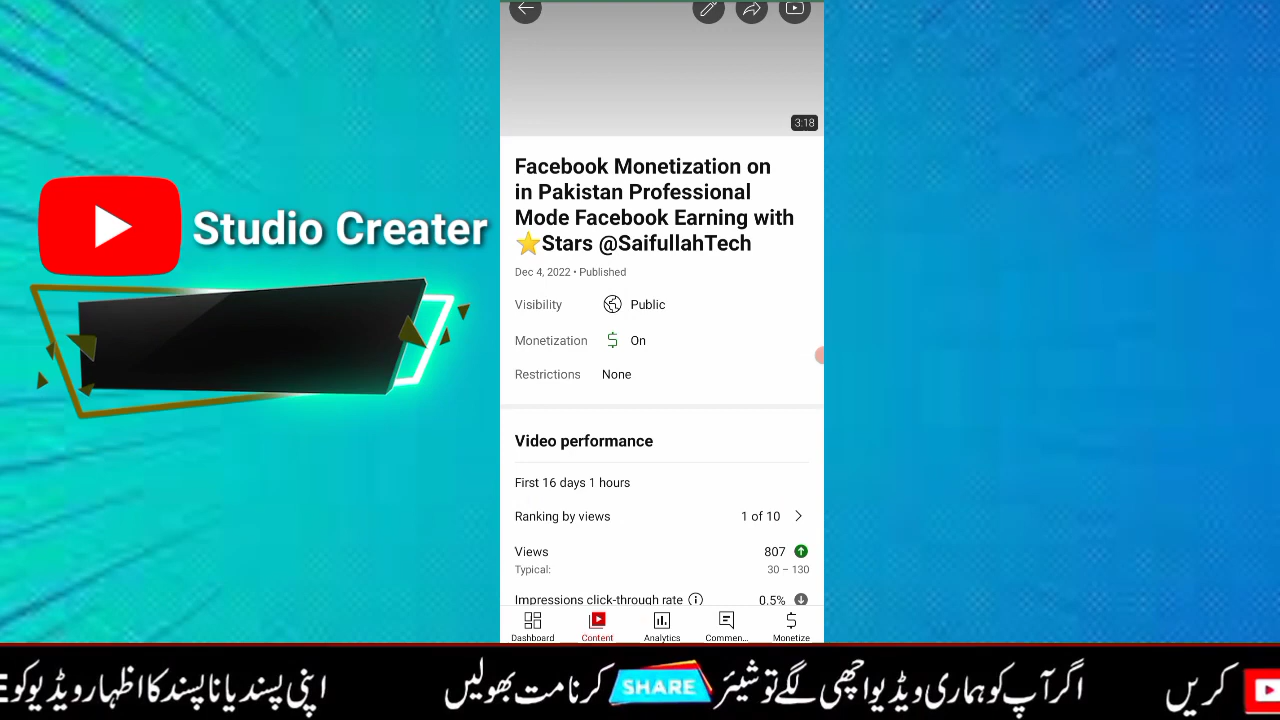 Studio Creater
3:18
Facebook Monetization on
in Pakistan Professional
Mode Facebook Earning with
⭐Stars @SaifullahTech
Dec 4, 2022 • Published
Visibility Public
Monetization On
Restrictions None
Video performance
First 16 days 1 hours
Ranking by views 1 of 10
Views 807
Typical: 30 – 130
Impressions click-through rate 0.5%
Dashboard Content Analytics Commen... Monetize
کریں اگر آپ کو ہماری ویڈیو اچھی لگے تو شیئر SHARE کرنا مت بھولیں اپنی پسند یا نا پسند کا اظہار ویڈیو کو